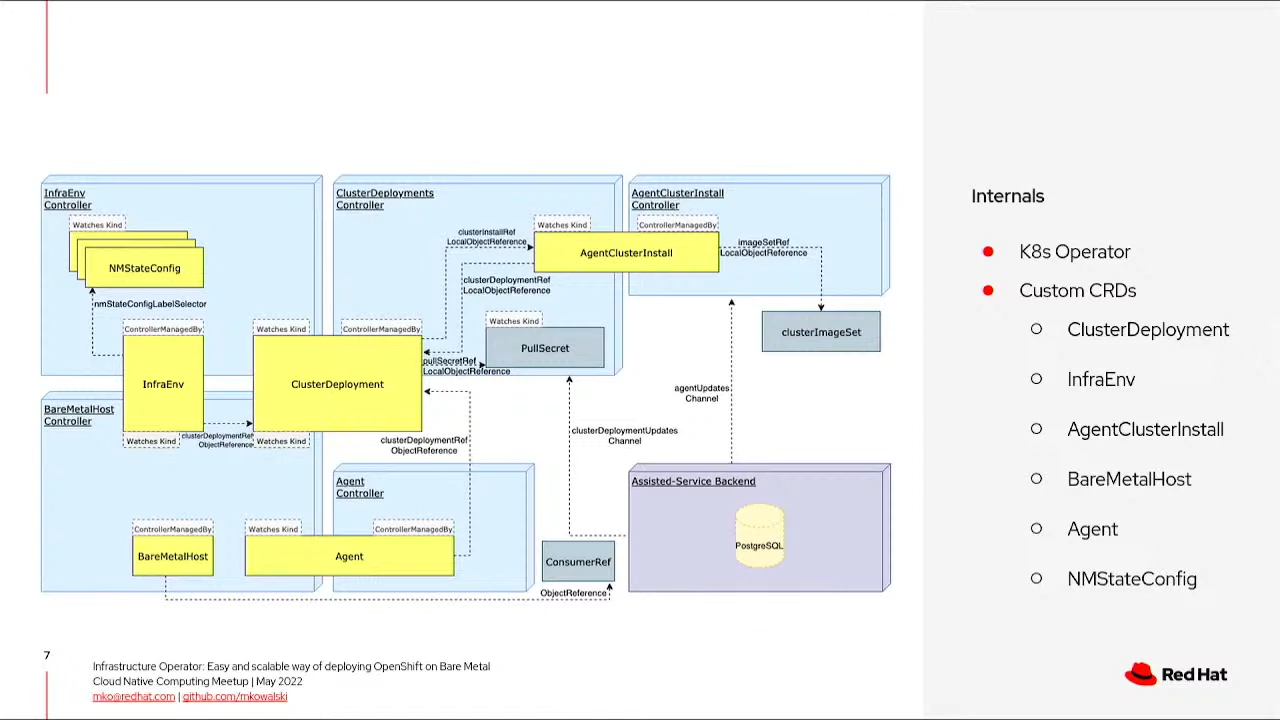 InfraEnv
Controller
Watches Kind
NMStateConfig
nmStateConfigLabelSelector
ControllerManagedBy
InfraEnv
Watches Kind
clusterDeploymentRef
ObjectReference
ClusterDeployments
Controller
Watches Kind
ControllerManagedBy
ClusterDeployment
Watches Kind
clusterInstallRef
LocalObjectReference
clusterDeploymentRef
LocalObjectReference
Watches Kind
PullSecret
pullSecretRef
LocalObjectReference
AgentClusterInstall
Controller
Watches Kind
ControllerManagedBy
AgentClusterInstall
imageSetRef
LocalObjectReference
clusterImageSet
BareMetalHost
Controller
ControllerManagedBy
BareMetalHost
Watches Kind
ControllerManagedBy
Agent
Agent
Controller
clusterDeploymentRef
ObjectReference
clusterDeploymentUpdates
Channel
agentUpdates
Channel
ConsumerRef
ObjectReference
Assisted-Service Backend
PostgreSQL
Internals
K8s Operator
Custom CRDs
ClusterDeployment
InfraEnv
AgentClusterInstall
BareMetalHost
Agent
NMStateConfig
7
Infrastructure Operator: Easy and scalable way of deploying OpenShift on Bare Metal
Cloud Native Computing Meetup | May 2022
mko@redhat.com | github.com/mkowalski
Red Hat